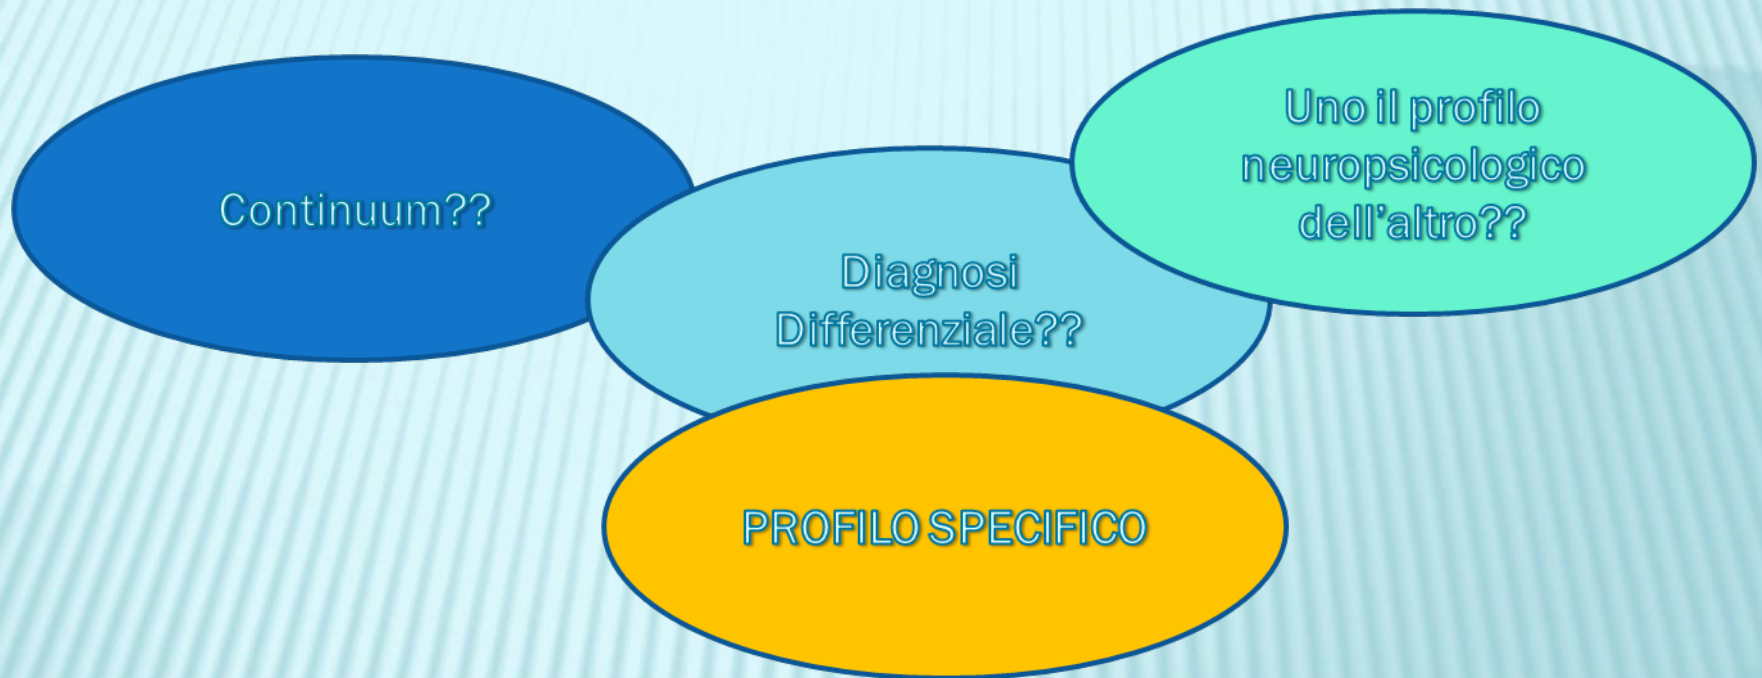 Continuum??
Diagnosi
Differenziale??
Uno il profilo
neuropsicologico
dell’altro??
PROFILO SPECIFICO